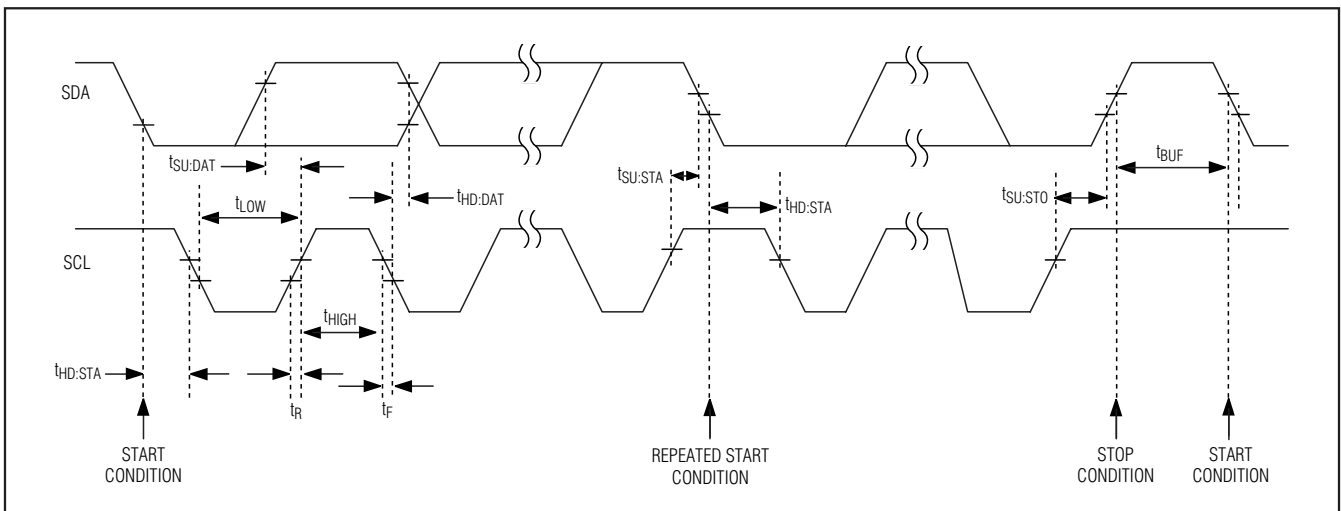 SDA
tSU:DAT
tLOW
tHD:DAT
tSU:STA
tHD:STA
tBUF
tSU:STO
SCL
tHIGH
tHD:STA
tR
tF
START
CONDITION
REPEATED START
CONDITION
STOP
CONDITION
START
CONDITION